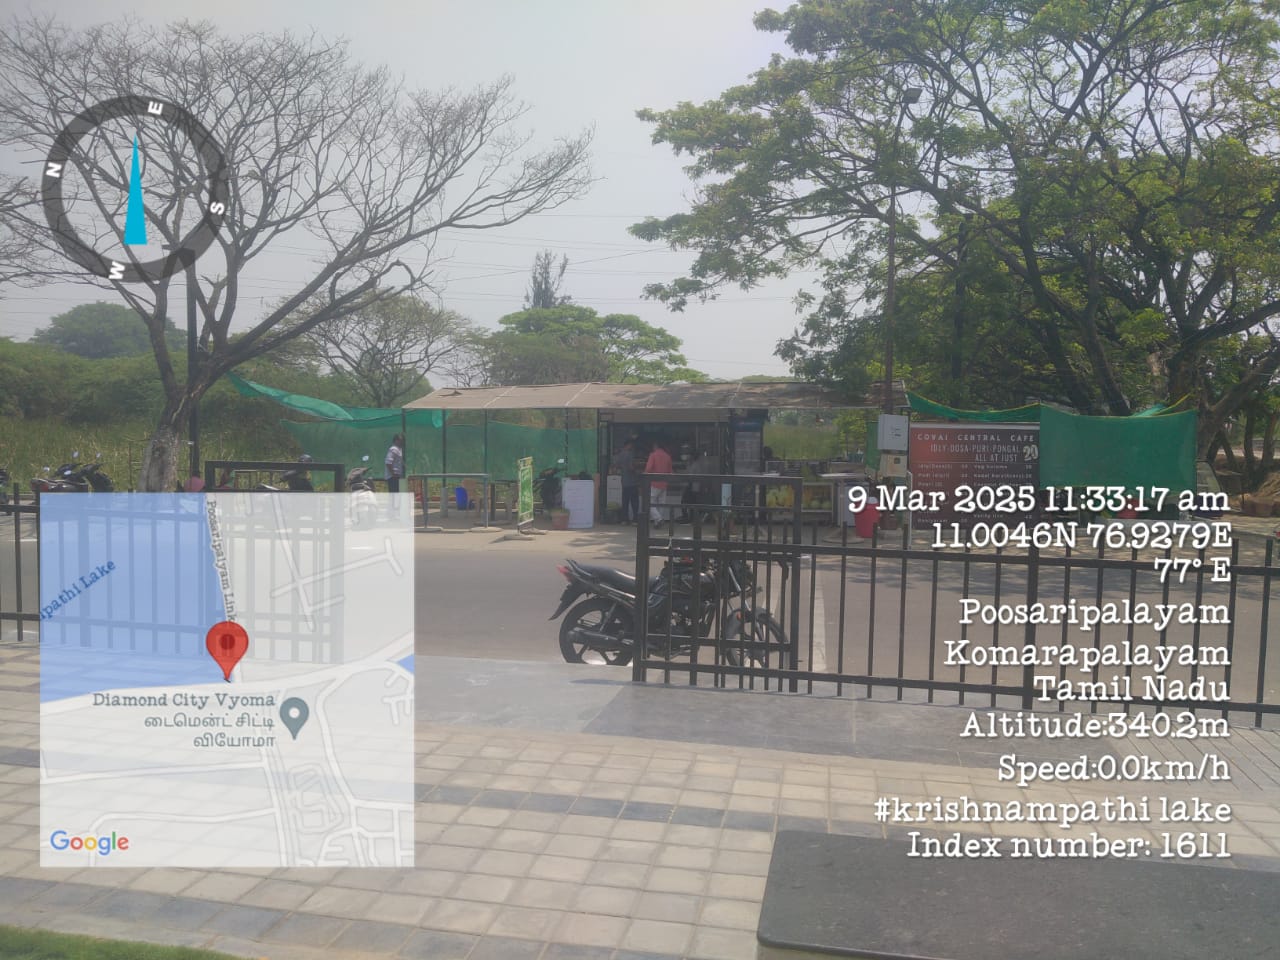 N
E
S
W
COVAI CENTRAL CAFE
IDLY-DOSA-PURI-PONGAL
ALL AT JUST 20
9 Mar 2025 11:33:17 am
11.0046N 76.9279E
77° E
Poosaripalayam
Komarapalayam
Tamil Nadu
Altitude:340.2m
Speed:0.0km/h
#krishnampathi lake
Index number: 1611
Poosaripalayam Link
pathi Lake
Diamond City Vyoma
டைமென்ட் சிட்டி
வியோமா
Google